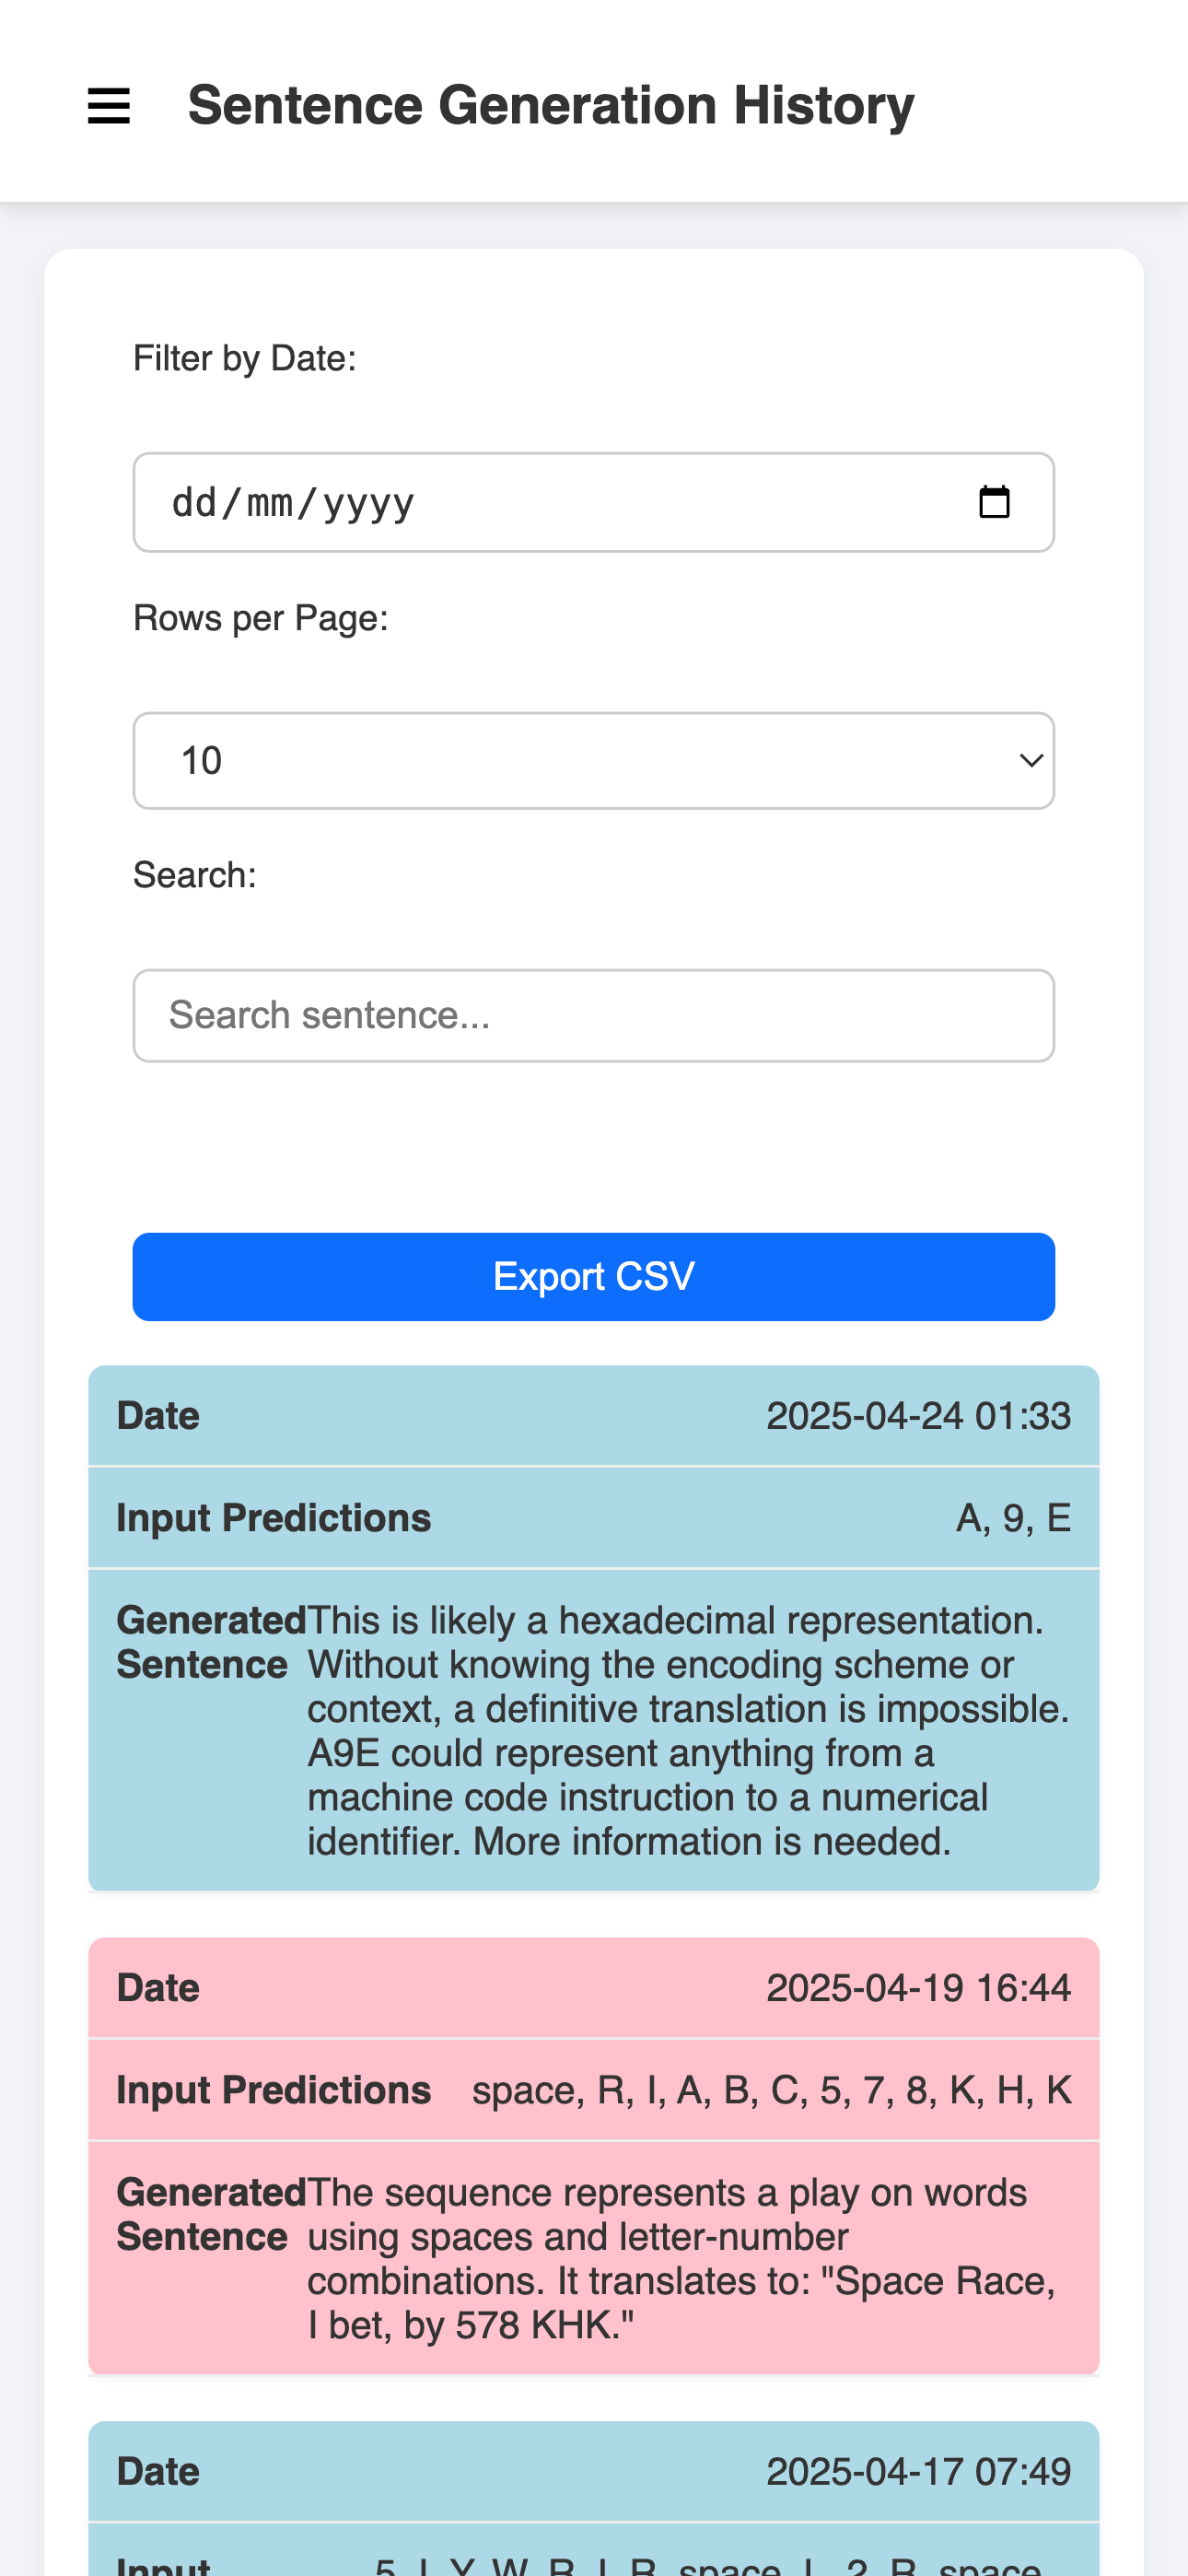 Sentence Generation History
Filter by Date:
dd/mm/yyyy
Rows per Page:
10
Search:
Search sentence...
Export CSV
Date 2025-04-24 01:33
Input Predictions A, 9, E
Generated This is likely a hexadecimal representation.
Sentence Without knowing the encoding scheme or
context, a definitive translation is impossible.
A9E could represent anything from a
machine code instruction to a numerical
identifier. More information is needed.
Date 2025-04-19 16:44
Input Predictions space, R, I, A, B, C, 5, 7, 8, K, H, K
Generated The sequence represents a play on words
Sentence using spaces and letter-number
combinations. It translates to: "Space Race,
I bet, by 578 KHK."
Date 2025-04-17 07:49
Input